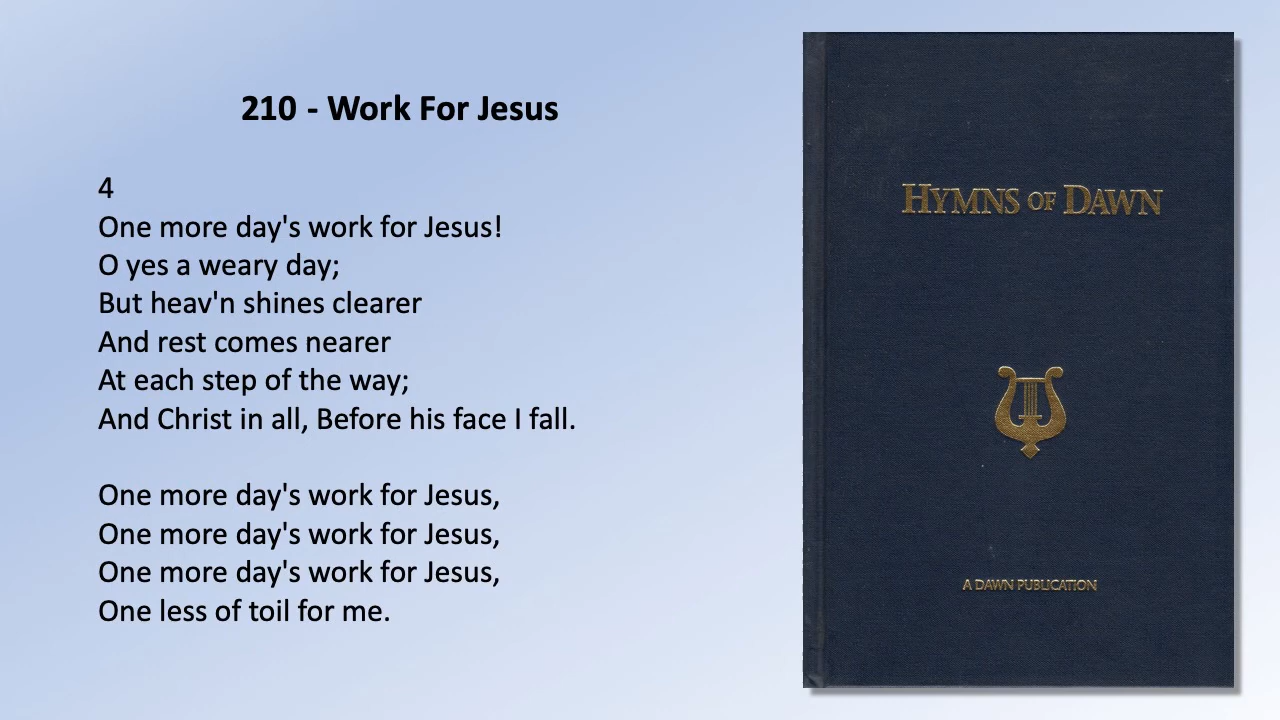 210 - Work For Jesus
4
One more day's work for Jesus!
O yes a weary day;
But heav'n shines clearer
And rest comes nearer
At each step of the way;
And Christ in all, Before his face I fall.
One more day's work for Jesus,
One more day's work for Jesus,
One more day's work for Jesus,
One less of toil for me.
HYMNS OF DAWN
A DAWN PUBLICATION